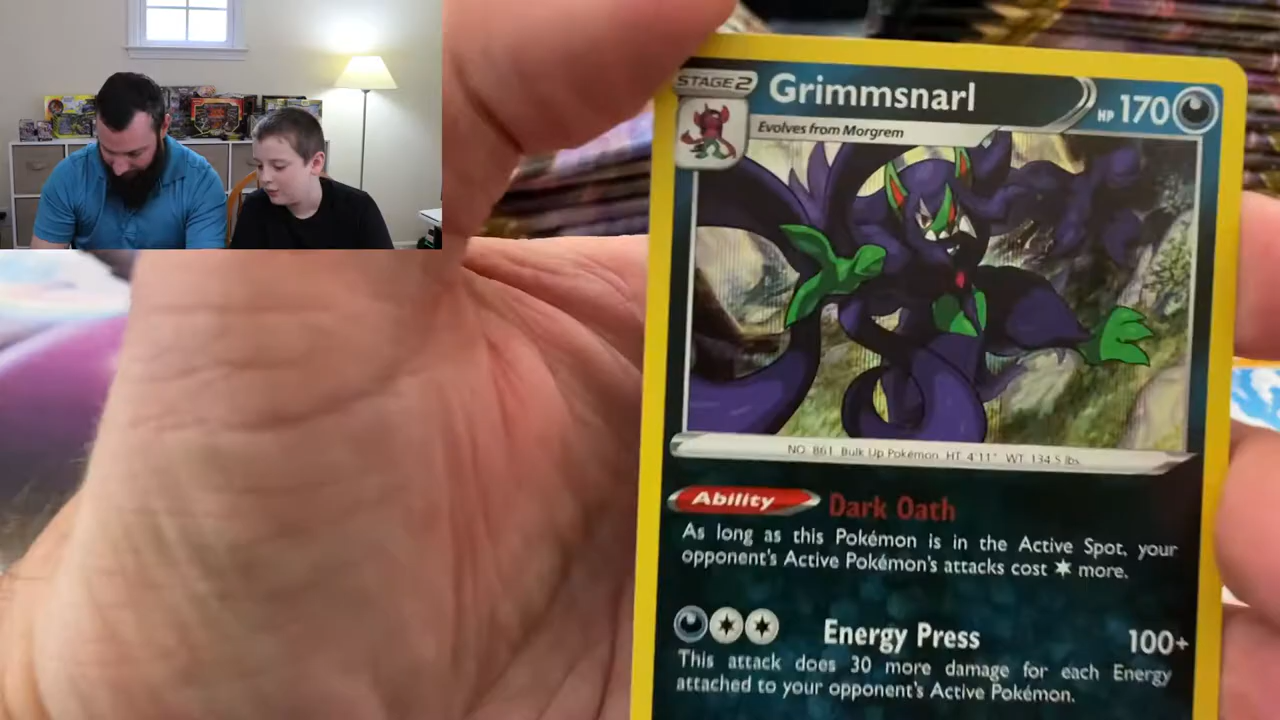 STAGE 2
Grimmsnarl
HP 170
Evolves from Morgrem
NO. 861 Bulk Up Pokémon HT 4'11" WT 134.5 lbs.
Ability Dark Oath
As long as this Pokémon is in the Active Spot, your
opponent's Active Pokémon's attacks cost more.
Energy Press 100+
This attack does 30 more damage for each Energy
attached to your opponent's Active Pokémon.